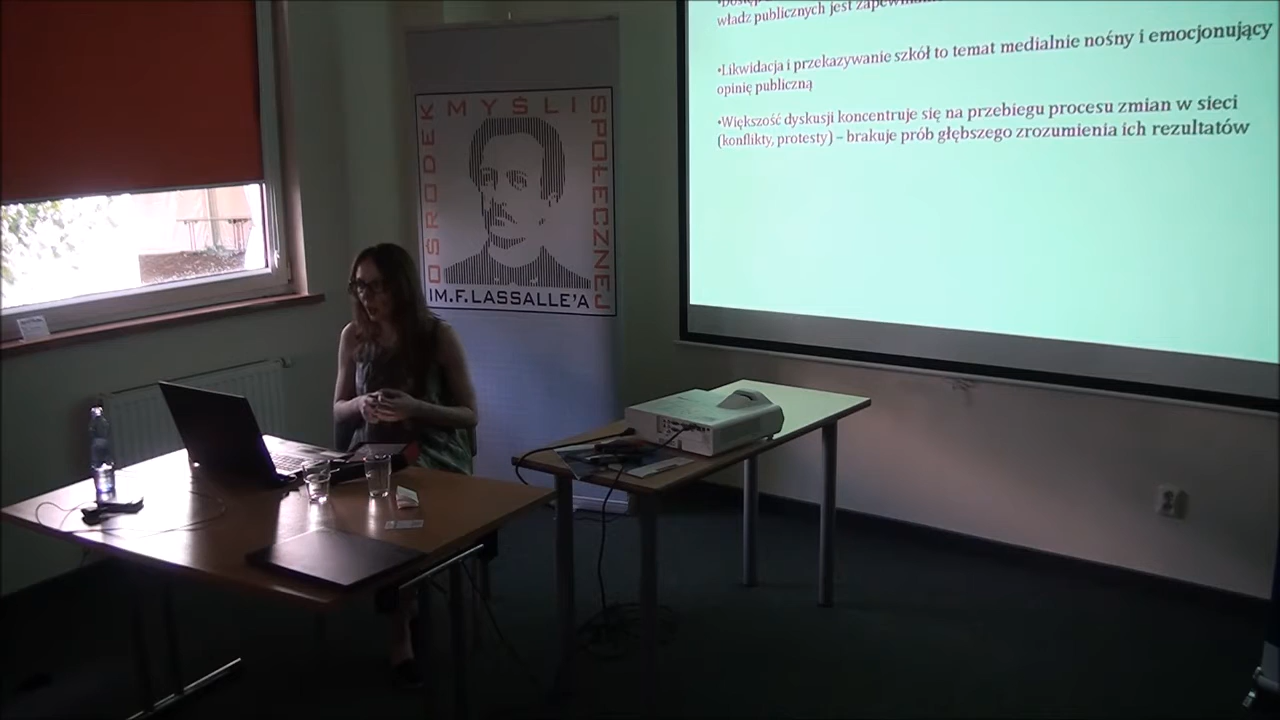 władz publicznych jest
•Likwidacja i przekazywanie szkół to temat medialnie nośny i emocjonujący
opinię publiczną
•Większość dyskusji koncentruje się na przebiegu procesu zmian w sieci
(konflikty, protesty) – brakuje prób głębszego zrozumienia ich rezultatów
OŚRODEK
MYŚLI
SPOŁECZNEJ
IM.F.LASSALLE'A